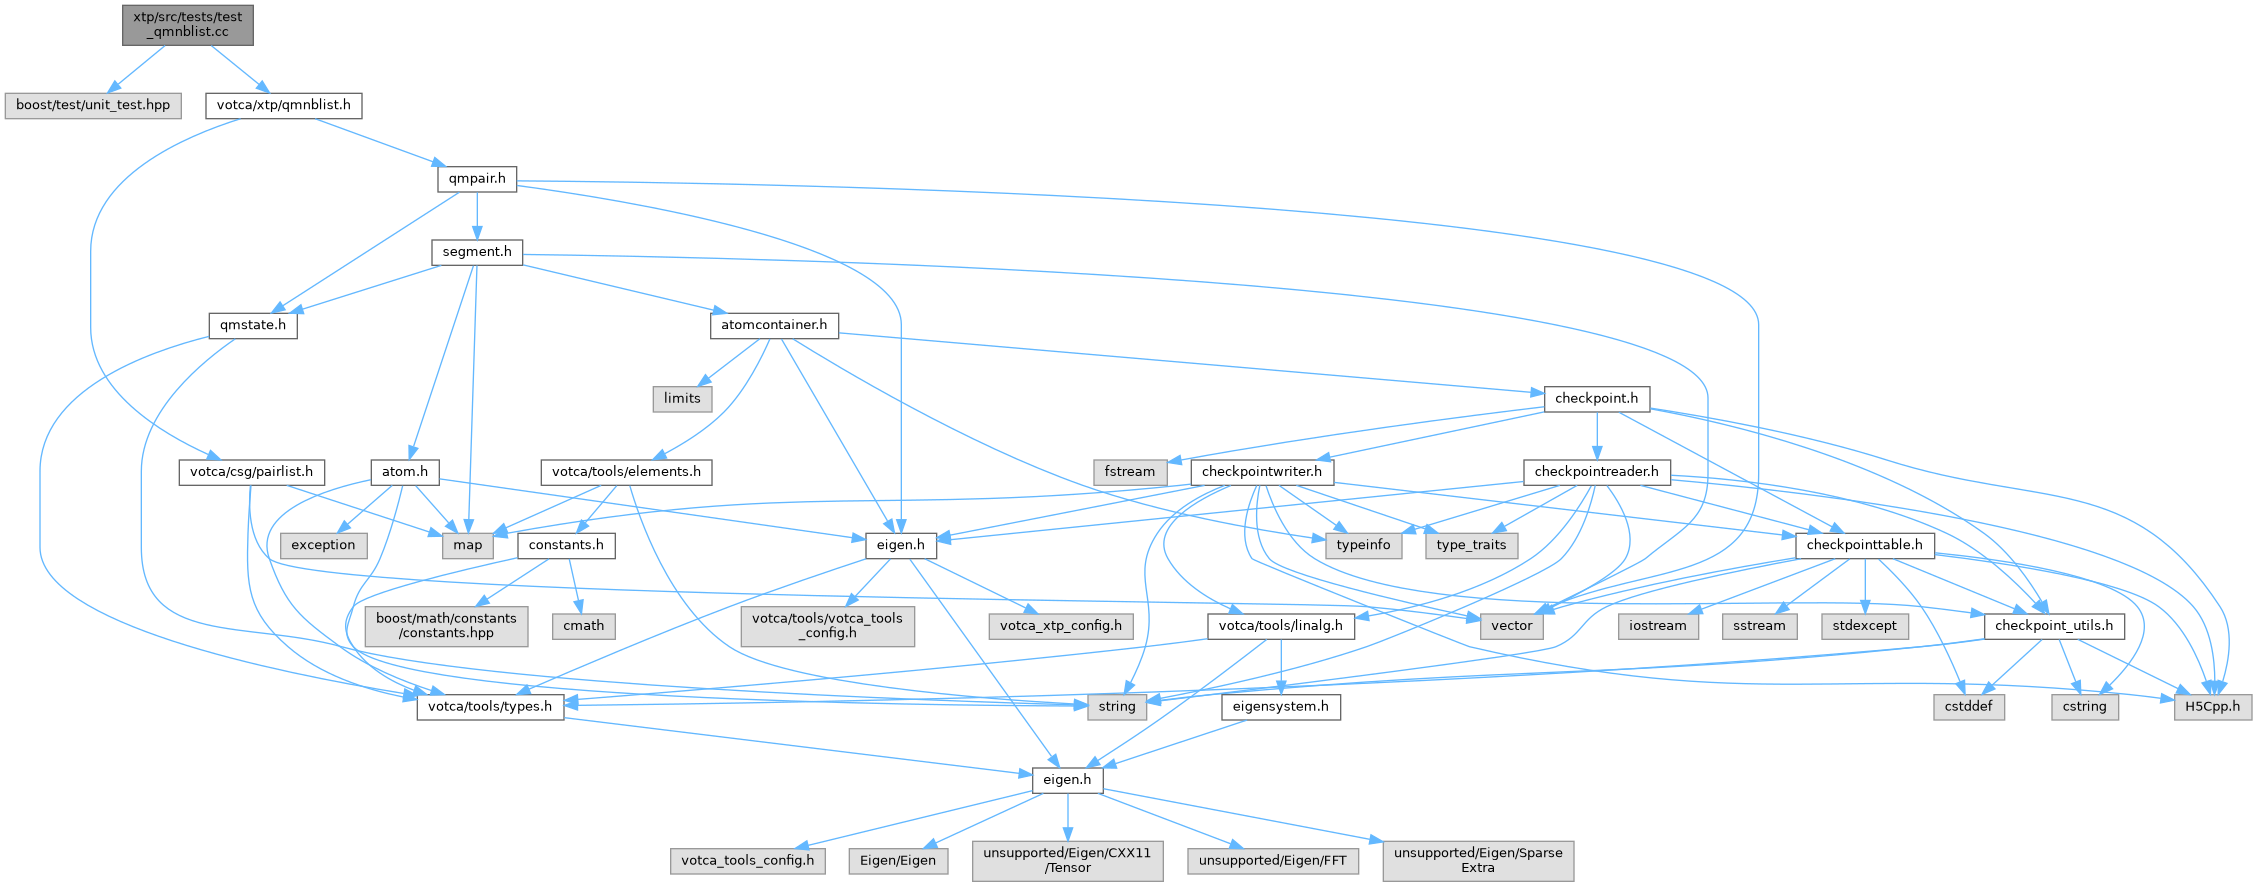 xtp/src/tests/test
_qmnblist.cc
boost/test/unit_test.hpp
votca/xtp/qmnblist.h
qmpair.h
segment.h
qmstate.h
atomcontainer.h
limits
checkpoint.h
votca/csg/pairlist.h
atom.h
votca/tools/elements.h
fstream
checkpointwriter.h
checkpointreader.h
exception
map
constants.h
eigen.h
typeinfo
type_traits
checkpointtable.h
boost/math/constants
/constants.hpp
cmath
votca/tools/votca_tools
_config.h
votca_xtp_config.h
votca/tools/linalg.h
vector
iostream
sstream
stdexcept
checkpoint_utils.h
votca/tools/types.h
string
eigensystem.h
cstddef
cstring
H5Cpp.h
eigen.h
votca_tools_config.h
Eigen/Eigen
unsupported/Eigen/CXX11
/Tensor
unsupported/Eigen/FFT
unsupported/Eigen/Sparse
Extra